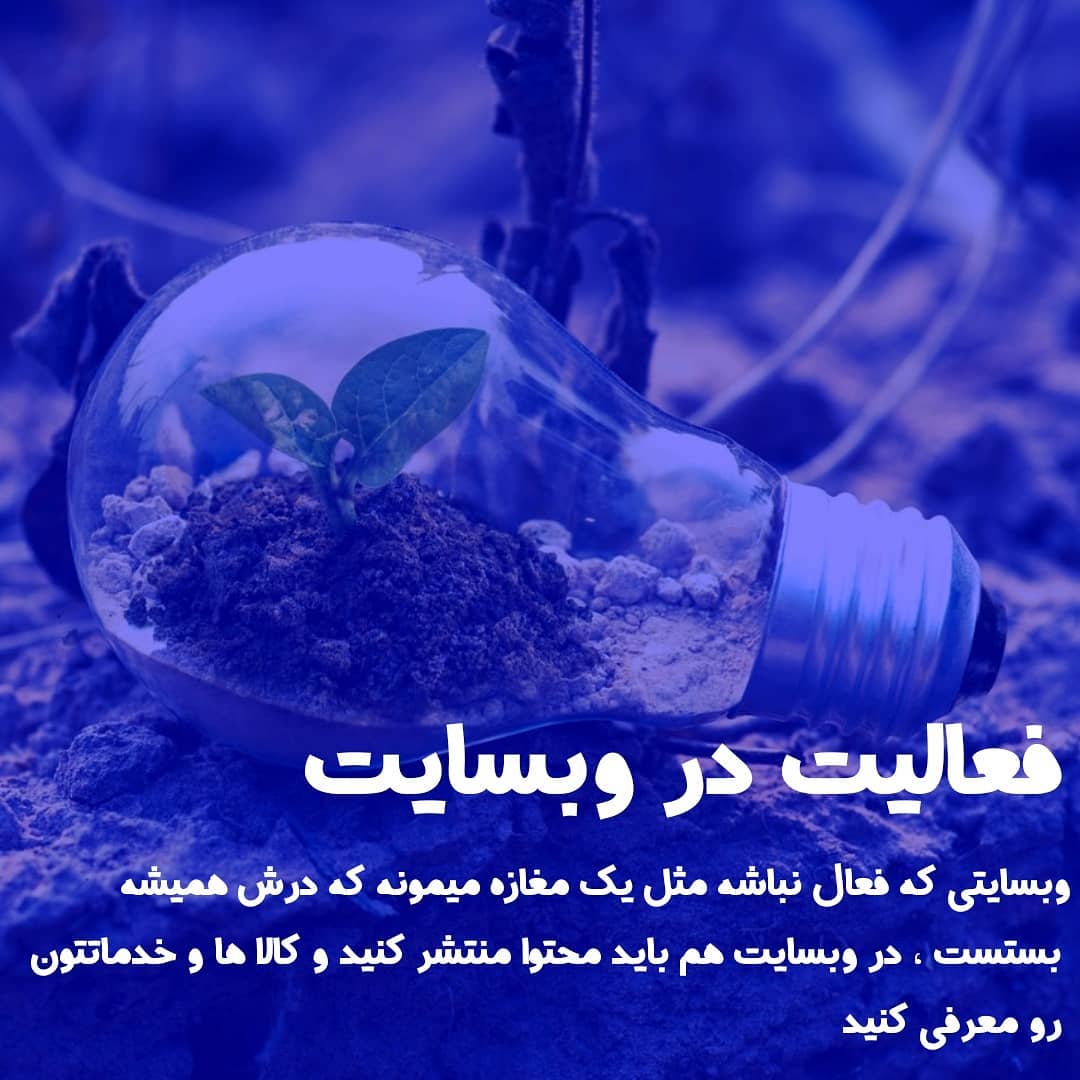 فعالیت در وبسایت
وبسایتی که فعال نباشه مثل یک مغازه میمونه که درش همیشه
بستست ، در وبسایت هم باید محتوا منتشر کنید و کالا ها و خدماتتون
رو معرفی کنید